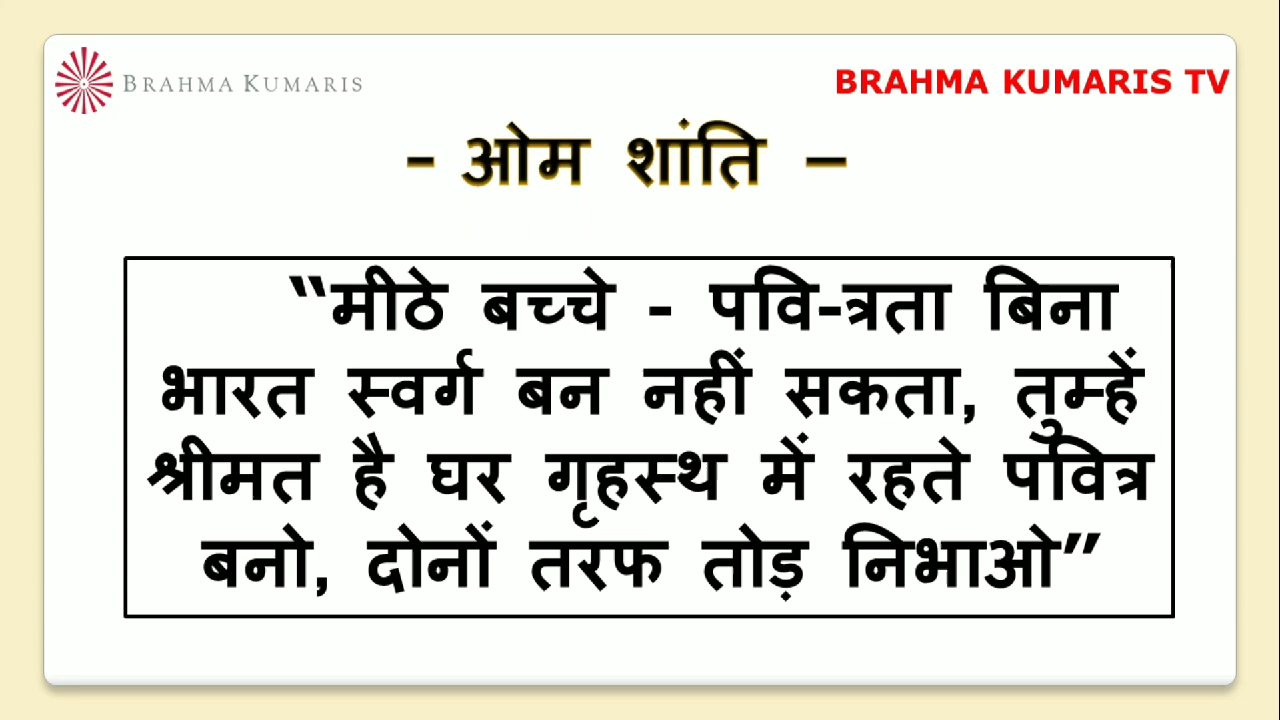 BRAHMA KUMARIS
BRAHMA KUMARIS TV
- ओम शांति –
“मीठे बच्चे - पवि-त्रता बिना
भारत स्वर्ग बन नहीं सकता, तुम्हें
श्रीमत है घर गृहस्थ में रहते पवित्र
बनो, दोनों तरफ तोड़ निभाओ”